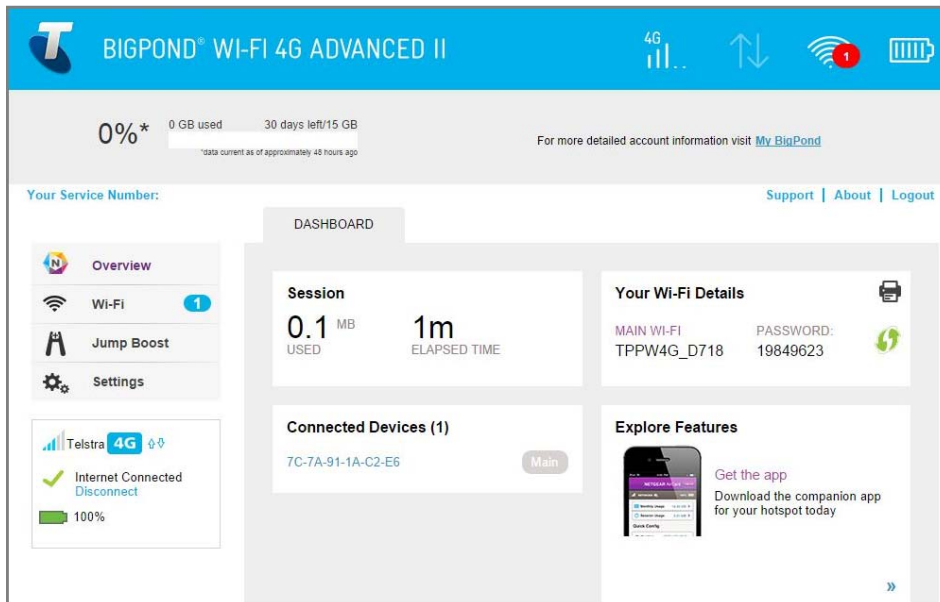 T
BIGPOND® WI-FI 4G ADVANCED II
4G
1
0%*
0 GB used 30 days left/15 GB
*data current as of approximately 48 hours ago
For more detailed account information visit My BigPond
Your Service Number:
Support | About | Logout
DASHBOARD
N
Overview
Wi-Fi 1
Jump Boost
Settings
Telstra 4G
Internet Connected
Disconnect
100%
Session
0.1 MB 1m
USED ELAPSED TIME
Your Wi-Fi Details
MAIN WI-FI PASSWORD:
TPPW4G_D718 19849623
Connected Devices (1)
7C-7A-91-1A-C2-E6 Main
Explore Features
Get the app
Download the companion app
for your hotspot today
»